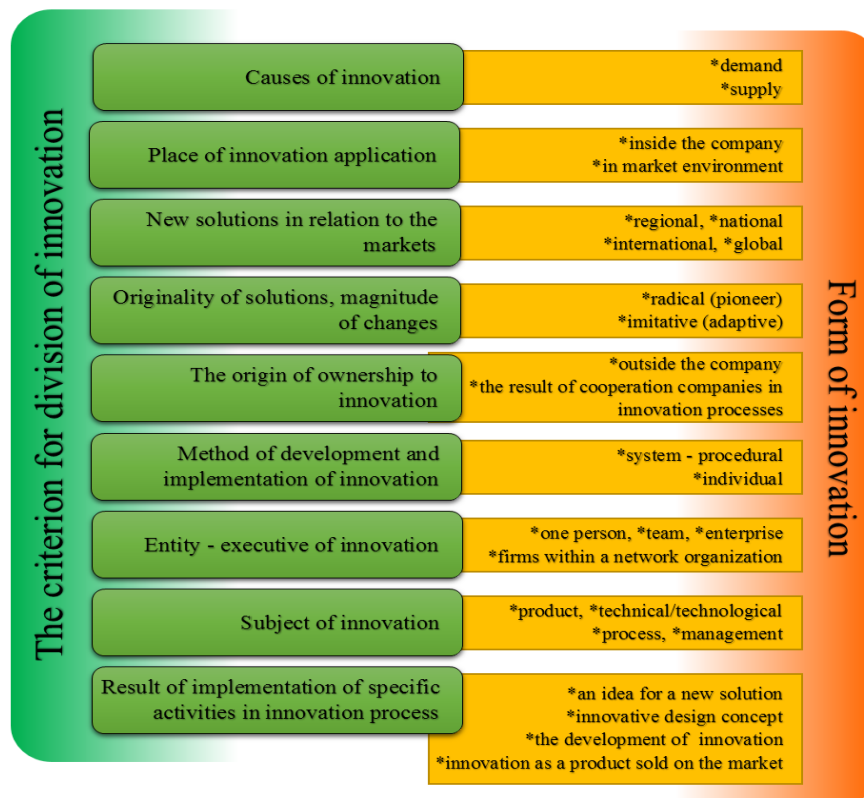 The criterion for division of innovation
Causes of innovation
*demand
*supply
Place of innovation application
*inside the company
*in market environment
New solutions in relation to the
markets
*regional, *national
*international, *global
Originality of solutions, magnitude
of changes
*radical (pioneer)
*imitative (adaptive)
The origin of ownership to
innovation
*outside the company
*the result of cooperation companies in
innovation processes
Method of development and
implementation of innovation
*system - procedural
*individual
Entity - executive of innovation
*one person, *team, *enterprise
*firms within a network organization
Subject of innovation
*product, *technical/technological
*process, *management
Result of implementation of specific
activities in innovation process
*an idea for a new solution
*innovative design concept
*the development of innovation
*innovation as a product sold on the market
Form of innovation